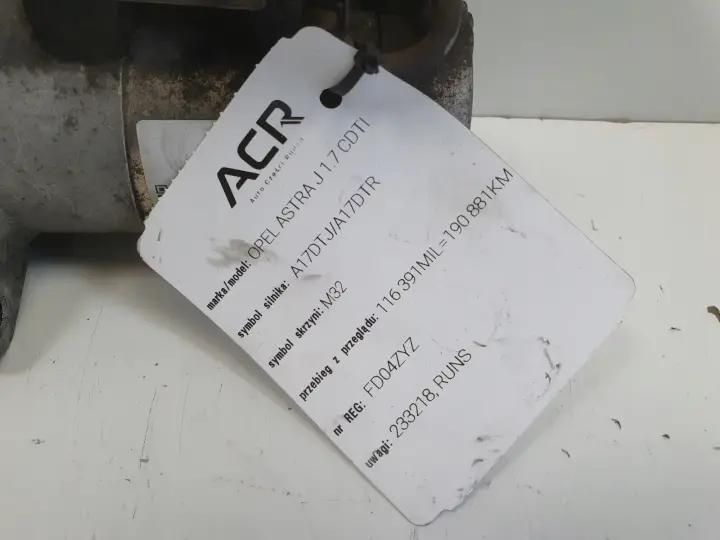 ACR
Auto Części Rumia
marka/model: OPEL ASTRA J 1.7 CDTI
symbol silnika: A17DTJ/A17DTR
symbol skrzyni: M32
przebieg z przeglądu: 116 391MIL=190 881KM
nr REG: FD04ZYZ
uwagi: 233218, RUNS